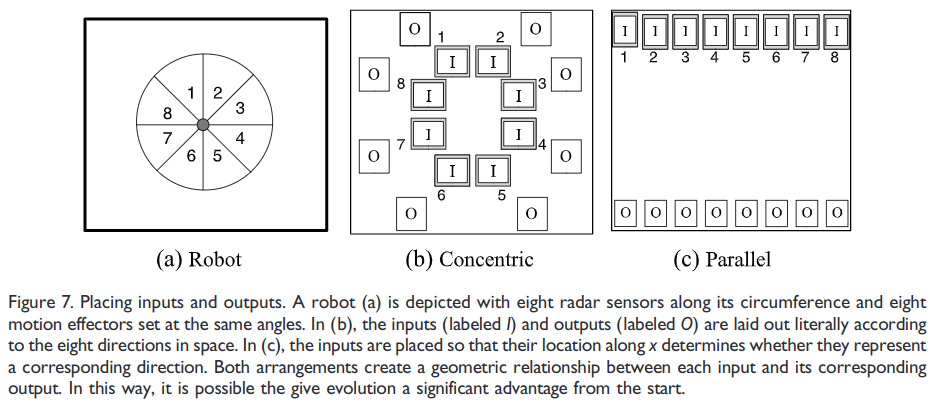 1 2
8 3
7 4
6 5
(a) Robot
O O
1 2
I I
O O
8 I I 3
7 I I 4
O O
I I
6 5
O O
(b) Concentric
I I I I I I I I
1 2 3 4 5 6 7 8
O O O O O O O O
(c) Parallel
Figure 7. Placing inputs and outputs. A robot (a) is depicted with eight radar sensors along its circumference and eight
motion effectors set at the same angles. In (b), the inputs (labeled I) and outputs (labeled O) are laid out literally according
to the eight directions in space. In (c), the inputs are placed so that their location along x determines whether they represent
a corresponding direction. Both arrangements create a geometric relationship between each input and its corresponding
output. In this way, it is possible the give evolution a significant advantage from the start.